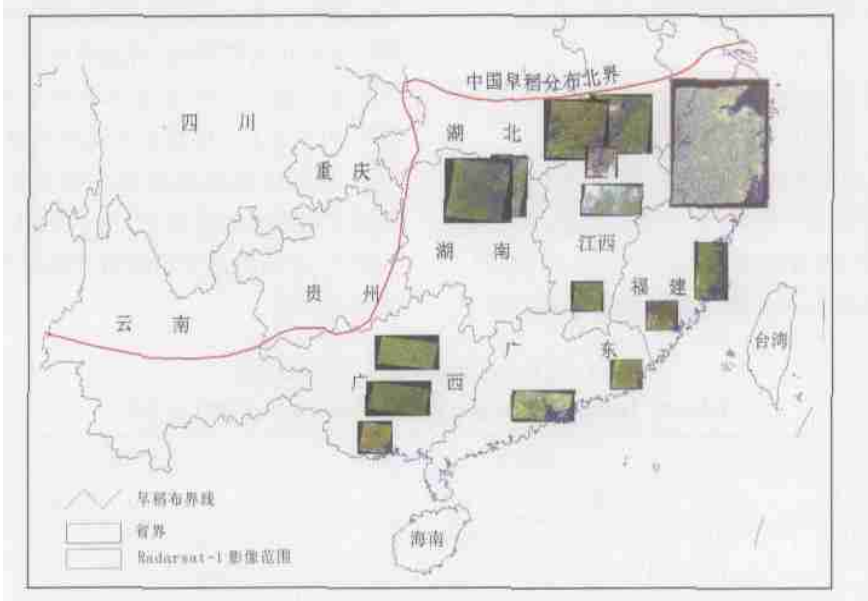 中国早稻分布北界
四川
湖北
重庆
湖南
江西
贵州
福建
云南
台湾
广东
广西
海南
早稻布界线
省界
Radarsat-1影像范围